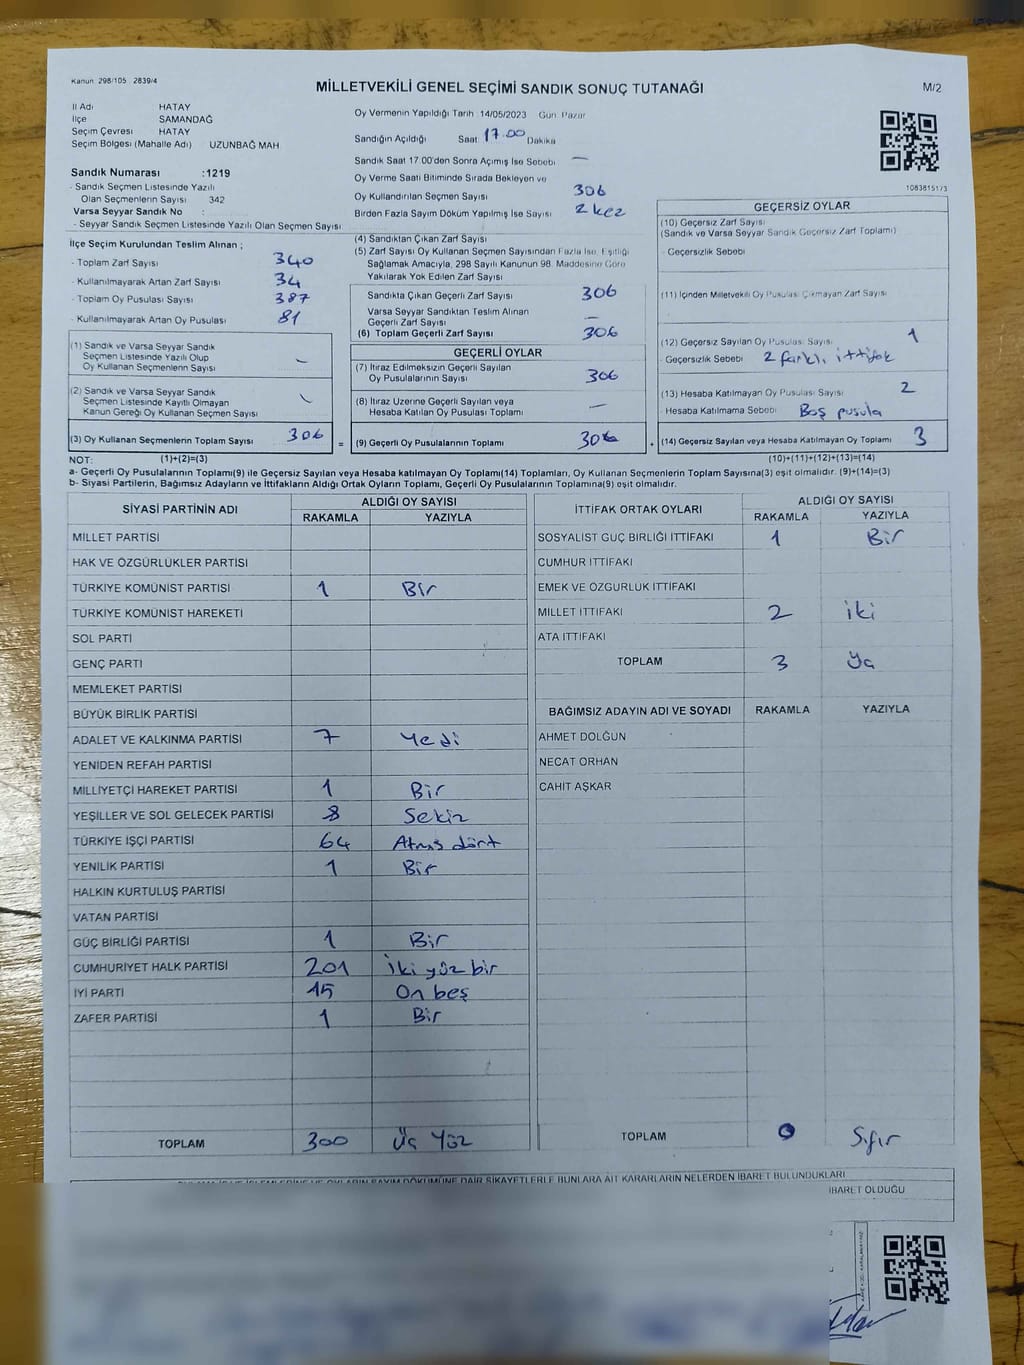 Kanun: 298/105 2839/4
MİLLETVEKİLİ GENEL SEÇİMİ SANDIK SONUÇ TUTANAĞI
M/2
İl Adı HATAY
İlçe SAMANDAĞ
Seçim Çevresi HATAY
Seçim Bölgesi (Mahalle Adı) UZUNBAĞ MAH
Sandık Numarası :1219
- Sandık Seçmen Listesinde Yazılı
Olan Seçmenlerin Sayısı 342
Varsa Seyyar Sandık No :
- Seyyar Sandık Seçmen Listesinde Yazılı Olan Seçmen Sayısı
Oy Vermenin Yapıldığı Tarih 14/05/2023 Gün Pazar
Sandığın Açıldığı Saat 17.00 Dakika
Sandık Saat 17:00'den Sonra Açımış İse Sebebi —
Oy Verme Saati Bitiminde Sırada Bekleyen ve
Oy Kullandırılan Seçmen Sayısı 306
Birden Fazla Sayım Döküm Yapılmış İse Sayısı 2 kez
1083815173
İlçe Seçim Kurulundan Teslim Alınan ;
- Toplam Zarf Sayısı 340
- Kullanılmayarak Artan Zarf Sayısı 34
- Toplam Oy Pusulası Sayısı 387
- Kullanılmayarak Artan Oy Pusulası 81
(1) Sandık ve Varsa Seyyar Sandık
Seçmen Listesinde Yazılı Olup
Oy Kullanan Seçmenlerin Sayısı
(2) Sandık ve Varsa Seyyar Sandık
Seçmen Listesinde Kayıtlı Olmayan
Kanun Gereği Oy Kullanan Seçmen Sayısı
(3) Oy Kullanan Seçmenlerin Toplam Sayısı 306
(4) Sandıktan Çıkan Zarf Sayısı
(5) Zarf Sayısı Oy Kullanan Seçmen Sayısından Fazla İse, Eşitliği
Sağlamak Amacıyla, 298 Sayılı Kanunun 98. Maddesine Göre
Yakılarak Yok Edilen Zarf Sayısı
Sandıkta Çıkan Geçerli Zarf Sayısı 306
Varsa Seyyar Sandıktan Teslim Alınan
Geçerli Zarf Sayısı —
(6) Toplam Geçerli Zarf Sayısı 306
GEÇERLİ OYLAR
(7) İtiraz Edilmeksizin Geçerli Sayılan
Oy Pusulalarının Sayısı 306
(8) İtiraz Üzerine Geçerli Sayılan veya
Hesaba Katılan Oy Pusulası Toplamı —
= (9) Geçerli Oy Pusulalarının Toplamı 306 +
GEÇERSİZ OYLAR
(10) Geçersiz Zarf Sayısı
(Sandık ve Varsa Seyyar Sandık Geçersiz Zarf Toplamı)
- Geçersizlik Sebebi
(11) İçinden Milletvekili Oy Pusulası Çıkmayan Zarf Sayısı
(12) Geçersiz Sayılan Oy Pusulası Sayısı 1
- Geçersizlik Sebebi 2 farklı ittifak
(13) Hesaba Katılmayan Oy Pusulası Sayısı 2
- Hesaba Katılmama Sebebi Boş pusula
(14) Geçersiz Sayılan veya Hesaba Katılmayan Oy Toplamı 3
NOT: (1)+(2)=(3) (10)+(11)+(12)+(13)=(14)
a- Geçerli Oy Pusulalarının Toplamı(9) ile Geçersiz Sayılan veya Hesaba katılmayan Oy Toplamı(14) Toplamları, Oy Kullanan Seçmenlerin Toplam Sayısına(3) eşit olmalıdır. (9)+(14)=(3)
b- Siyasi Partilerin, Bağımsız Adayların ve İttifakların Aldığı Oyların Toplamı, Geçerli Oy Pusulalarının Toplamına(9) eşit olmalıdır.
SİYASİ PARTİNİN ADI ALDIĞI OY SAYISI
RAKAMLA YAZIYLA
MİLLET PARTİSİ
HAK VE ÖZGÜRLÜKLER PARTİSİ
TÜRKİYE KOMÜNİST PARTİSİ 1 Bir
TÜRKİYE KOMÜNİST HAREKETİ
SOL PARTİ
GENÇ PARTİ
MEMLEKET PARTİSİ
BÜYÜK BİRLİK PARTİSİ
ADALET VE KALKINMA PARTİSİ 7 Yedi
YENİDEN REFAH PARTİSİ
MİLLİYETÇİ HAREKET PARTİSİ 1 Bir
YEŞİLLER VE SOL GELECEK PARTİSİ 8 Sekiz
TÜRKİYE İŞÇİ PARTİSİ 64 Atmış dört
YENİLİK PARTİSİ 1 Bir
HALKIN KURTULUŞ PARTİSİ
VATAN PARTİSİ
GÜÇ BİRLİĞİ PARTİSİ 1 Bir
CUMHURİYET HALK PARTİSİ 201 İki yüz bir
İYİ PARTİ 15 On beş
ZAFER PARTİSİ 1 Bir
TOPLAM 300 Üç Yüz
İTTİFAK ORTAK OYLARI ALDIĞI OY SAYISI
RAKAMLA YAZIYLA
SOSYALİST GÜÇ BİRLİĞİ İTTİFAKI 1 Bir
CUMHUR İTTİFAKI
EMEK VE ÖZGÜRLÜK İTTİFAKI
MİLLET İTTİFAKI 2 iki
ATA İTTİFAKI
TOPLAM 3 Üç
BAĞIMSIZ ADAYIN ADI VE SOYADI RAKAMLA YAZIYLA
AHMET DOLĞUN
NECAT ORHAN
CAHİT AŞKAR
TOPLAM 0 Sıfır
DÖKÜMÜNE DAİR ŞİKAYETLERLE BUNLARA AİT KARARLARIN NELERDEN İBARET BULUNDUKLARI
İBARET OLDUĞU